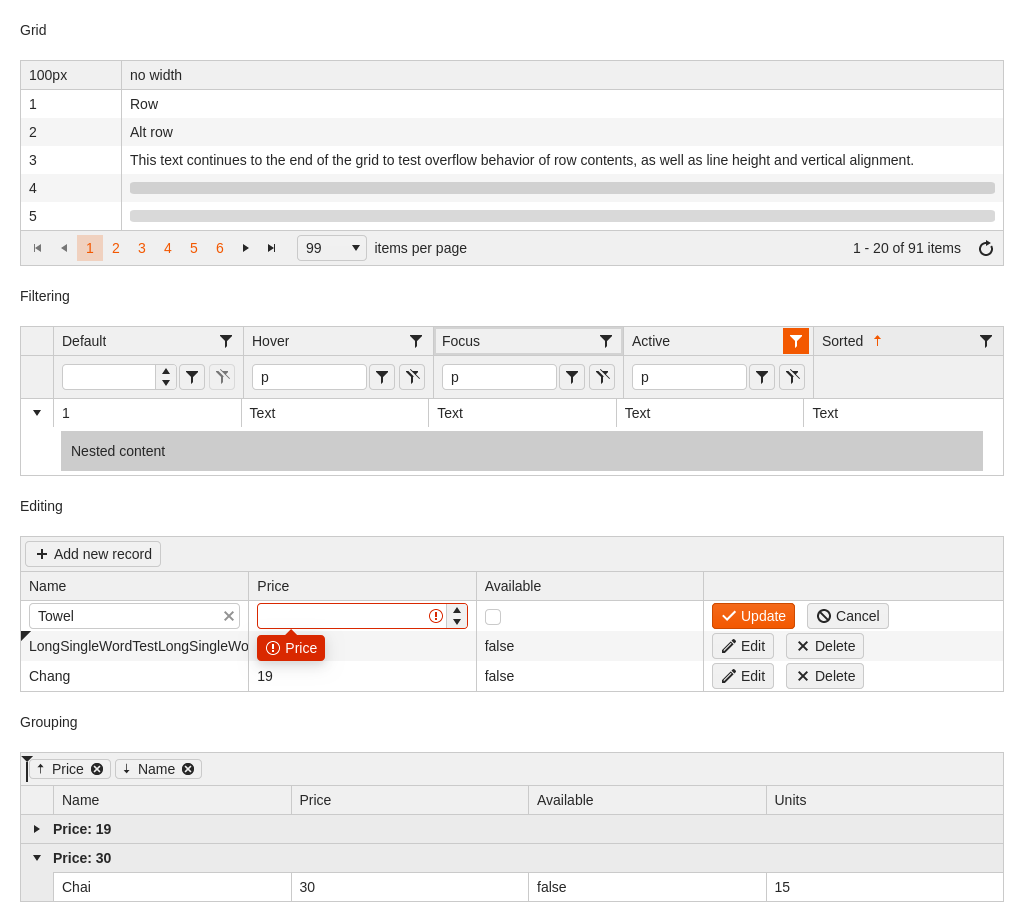 Grid
100px no width
1 Row
2 Alt row
3 This text continues to the end of the grid to test overflow behavior of row contents, as well as line height and vertical alignment.
4
5
1 2 3 4 5 6 99 items per page 1 - 20 of 91 items
Filtering
Default Hover Focus Active Sorted
p p p
1 Text Text Text Text
Nested content
Editing
Add new record
Name Price Available
Towel Update Cancel
LongSingleWordTestLongSingleWo Price false Edit Delete
Chang 19 false Edit Delete
Grouping
Price Name
Name Price Available Units
Price: 19
Price: 30
Chai 30 false 15